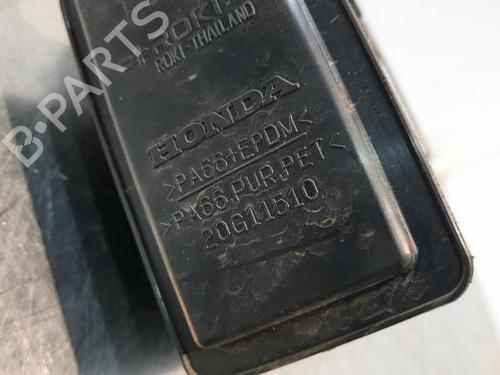 ROKI
ROKI-THAILAND
HONDA
>PA66+EPDM<
>PA66,PUR,PET<
20G11510
B-PARTS